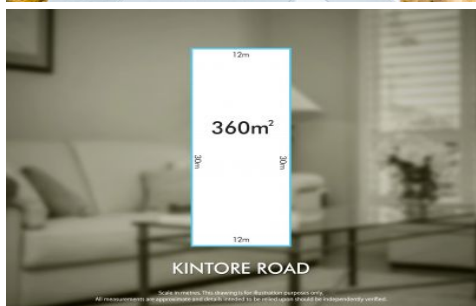 12m
360m²
30m
30m
12m
KINTORE ROAD
Scale in metres. This drawing is for illustration purposes only.
All measurements are approximate and details intended to be relied upon should be independently verified.